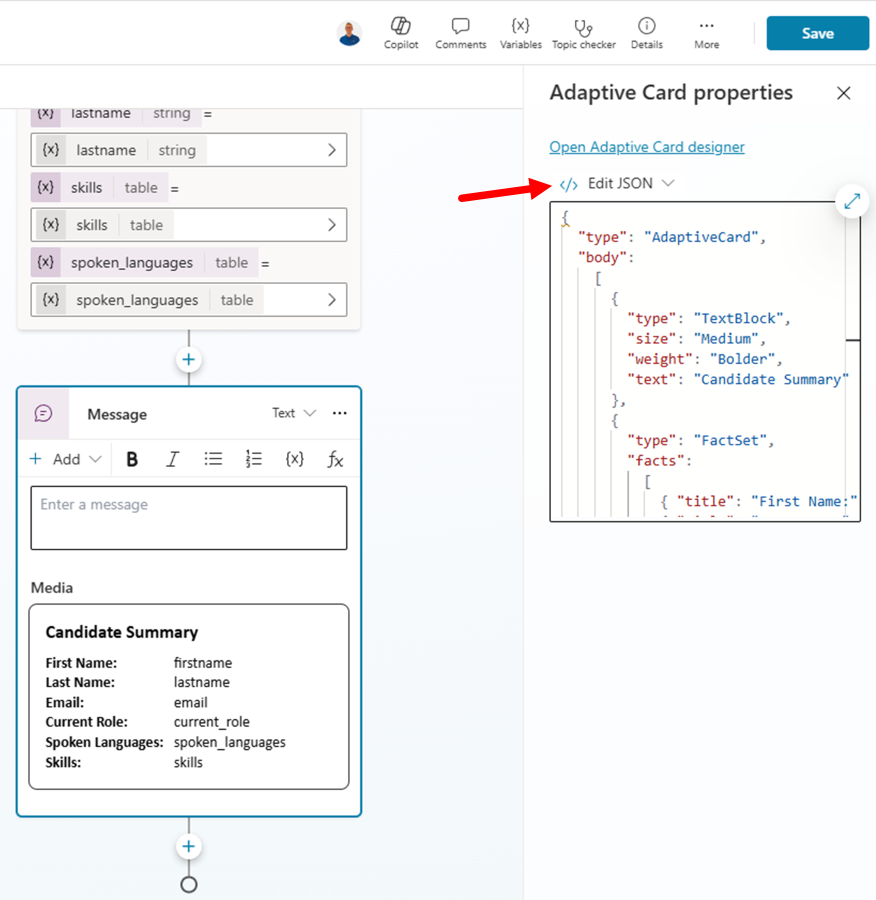 Copilot
Comments
{x}
Variables
Topic checker
Details
More
Save
{x} lastname string =
{x} lastname string
{x} skills table =
{x} skills table
{x} spoken_languages table =
{x} spoken_languages table
Message
Text
Add
B
I
{x}
fx
Enter a message
Media
Candidate Summary
First Name: firstname
Last Name: lastname
Email: email
Current Role: current_role
Spoken Languages: spoken_languages
Skills: skills
Adaptive Card properties
Open Adaptive Card designer
</> Edit JSON
{
"type": "AdaptiveCard",
"body":
[
{
"type": "TextBlock",
"size": "Medium",
"weight": "Bolder",
"text": "Candidate Summary"
},
{
"type": "FactSet",
"facts":
[
{ "title": "First Name:"